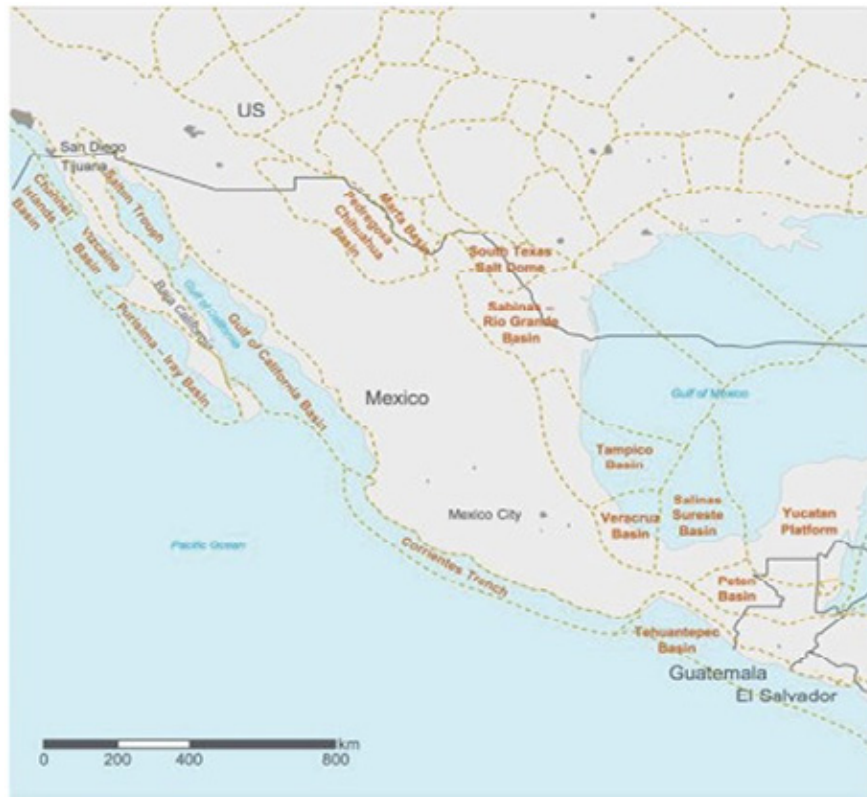 US
San Diego
Tijuana
Salton Trough
Channel
Islands
Basin
Vizcaino
Basin
Marfa Basin
Pedregosa –
Chihuahua
Basin
South Texas
Salt Dome
Sabinas –
Rio Grande
Basin
Baja California
Gulf of California
Gulf of California Basin
Purisima – Iray Basin
Mexico
Gulf of Mexico
Tampico
Basin
Salinas
Sureste
Basin
Yucatan
Platform
Mexico City
Veracruz
Basin
Pacific Ocean
Corrientes Trench
Peten
Basin
Tehuantepec
Basin
Guatemala
El Salvador
km
0 200 400 800